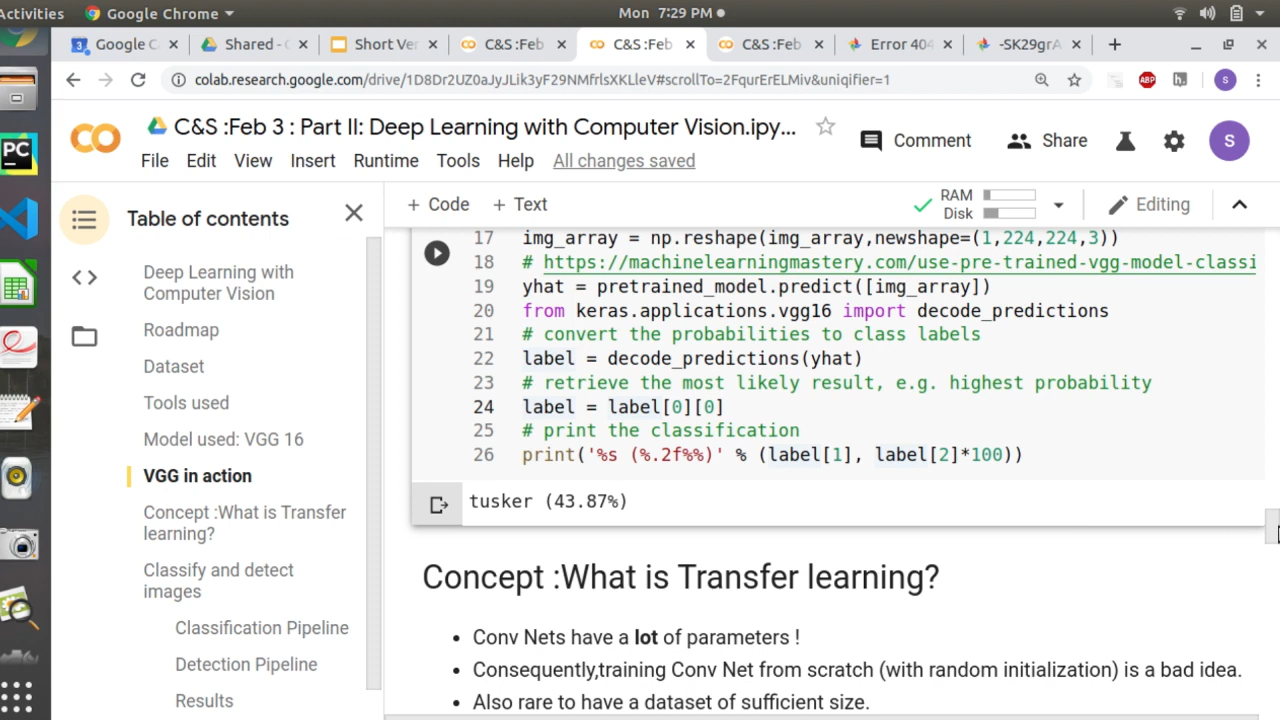 Activities
Google Chrome
Mon 7:29 PM
Google C
Shared - G
Short Ver
C&S :Feb
C&S :Feb
C&S :Feb
Error 404
-SK29grA
colab.research.google.com/drive/1D8Dr2UZ0aJyJLik3yF29NMfrlsXKLleV#scrollTo=2FqurErELMiv&uniqifier=1
ABP
h
S
PC
C&S :Feb 3 : Part II: Deep Learning with Computer Vision.ipy...
Comment
Share
S
File Edit View Insert Runtime Tools Help All changes saved
Table of contents
Deep Learning with
Computer Vision
Roadmap
Dataset
Tools used
Model used: VGG 16
VGG in action
Concept :What is Transfer
learning?
Classify and detect
images
Classification Pipeline
Detection Pipeline
Results
+ Code + Text
RAM
Disk
Editing
17 img_array = np.reshape(img_array,newshape=(1,224,224,3))
18 # https://machinelearningmastery.com/use-pre-trained-vgg-model-classi
19 yhat = pretrained_model.predict([img_array])
20 from keras.applications.vgg16 import decode_predictions
21 # convert the probabilities to class labels
22 label = decode_predictions(yhat)
23 # retrieve the most likely result, e.g. highest probability
24 label = label[0][0]
25 # print the classification
26 print('%s (%.2f%%)' % (label[1], label[2]*100))
tusker (43.87%)
Concept :What is Transfer learning?
• Conv Nets have a lot of parameters !
• Consequently,training Conv Net from scratch (with random initialization) is a bad idea.
• Also rare to have a dataset of sufficient size.